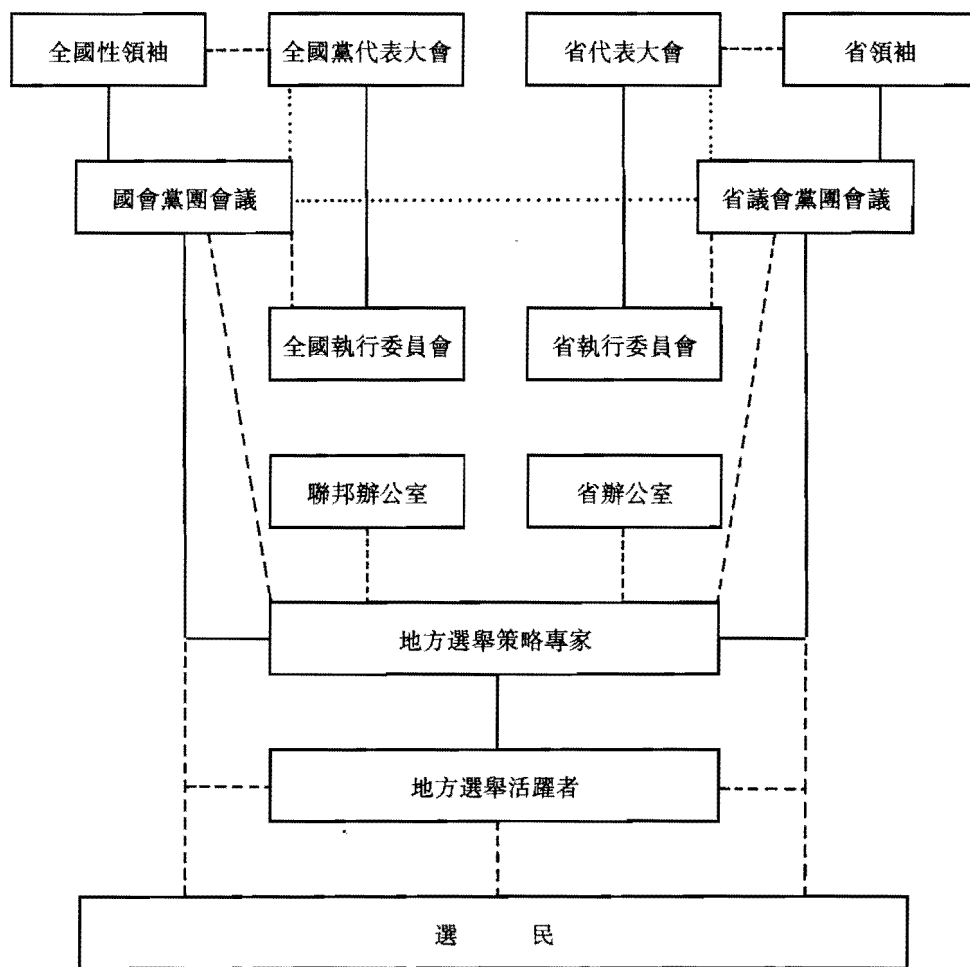 全國性領袖
全國黨代表大會
省代表大會
省領袖
國會黨團會議
省議會黨團會議
全國執行委員會
省執行委員會
聯邦辦公室
省辦公室
地方選舉策略專家
地方選舉活躍者
選民